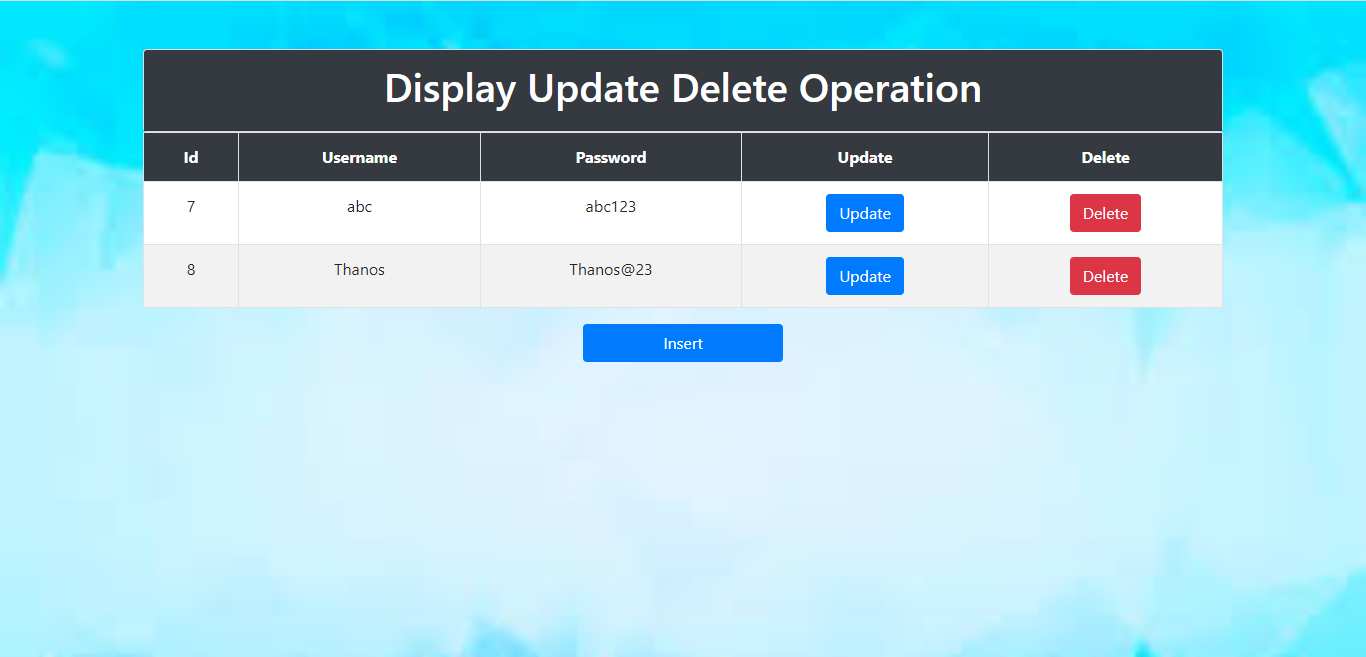 Display Update Delete Operation
Id Username Password Update Delete
7 abc abc123 Update Delete
8 Thanos Thanos@23 Update Delete
Insert